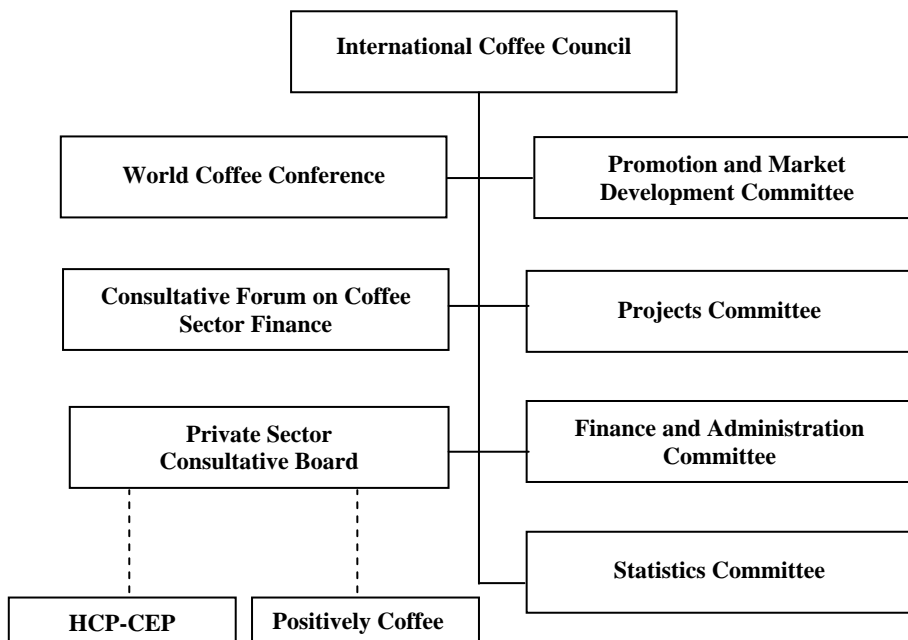 International Coffee Council
World Coffee Conference
Promotion and Market
Development Committee
Consultative Forum on Coffee
Sector Finance
Projects Committee
Private Sector
Consultative Board
Finance and Administration
Committee
Statistics Committee
HCP-CEP
Positively Coffee